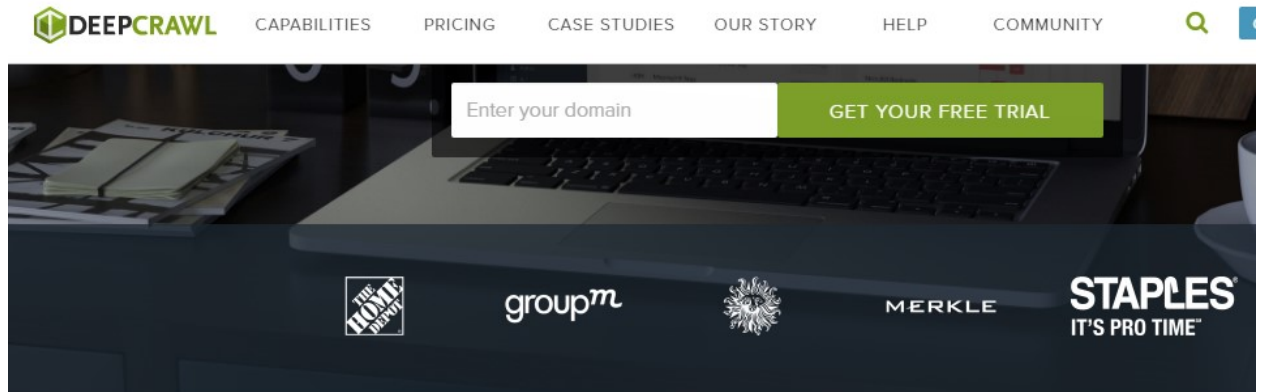 DEEPCRAWL CAPABILITIES PRICING CASE STUDIES OUR STORY HELP COMMUNITY
Enter your domain GET YOUR FREE TRIAL
THE HOME DEPOT groupm MERKLE STAPLES
IT'S PRO TIME